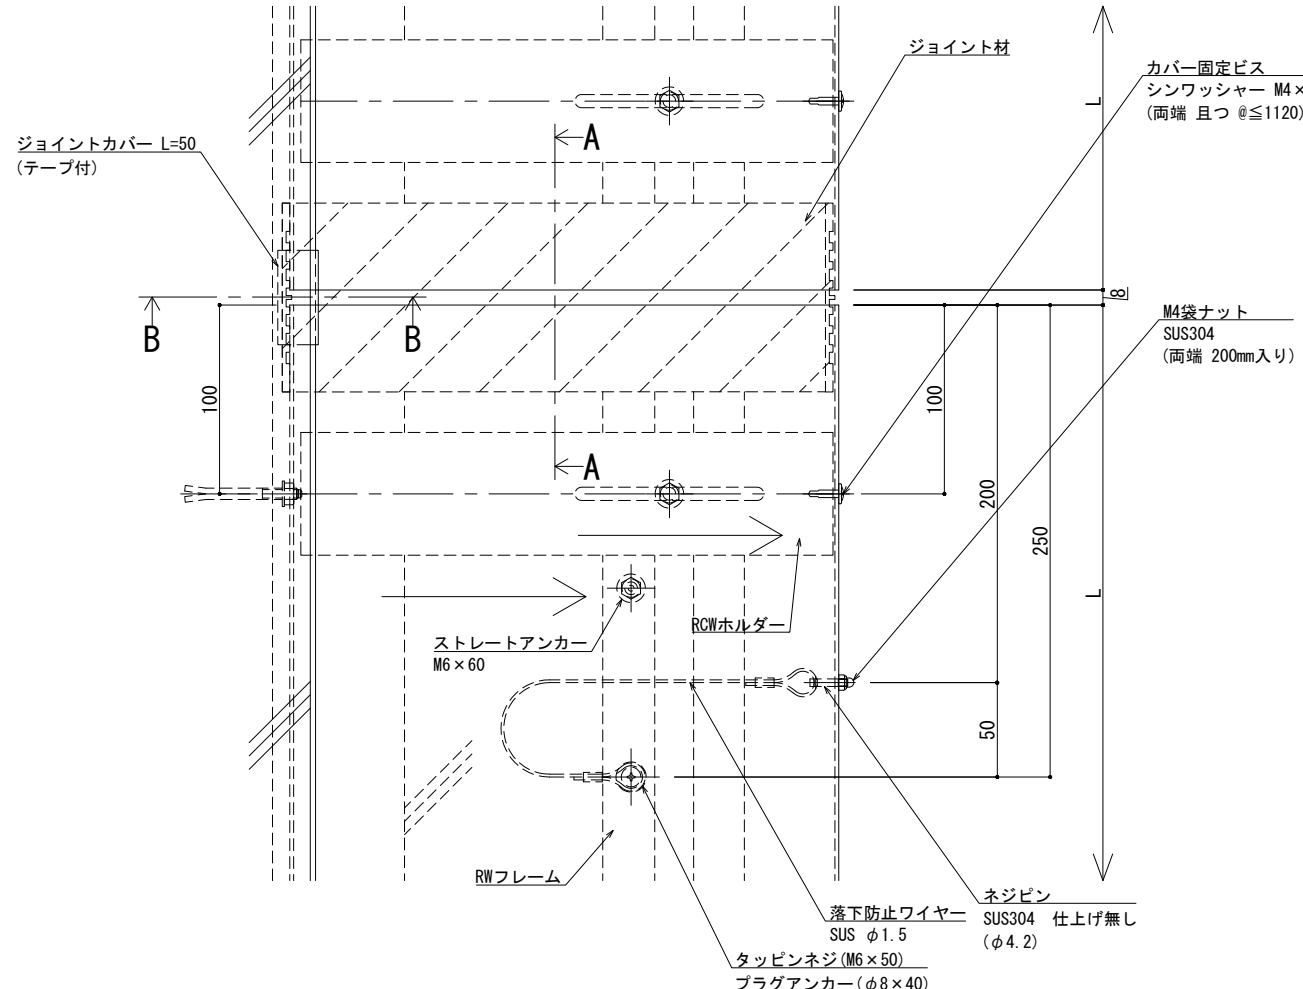 ジョイント材
カバー固定ビス
シンワッシャー M4×
(両端 且つ @≦1120)
L
ジョイントカバー L=50
(テープ付)
A
8
B
B
M4袋ナット
SUS304
(両端 200mm入り)
100
100
A
200
250
L
RCWホルダー
ストレートアンカー
M6×60
50
RWフレーム
ネジピン
SUS304 仕上げ無し
(φ4.2)
落下防止ワイヤー
SUS φ1.5
タッピンネジ(M6×50)
プラグアンカー(φ8×40)